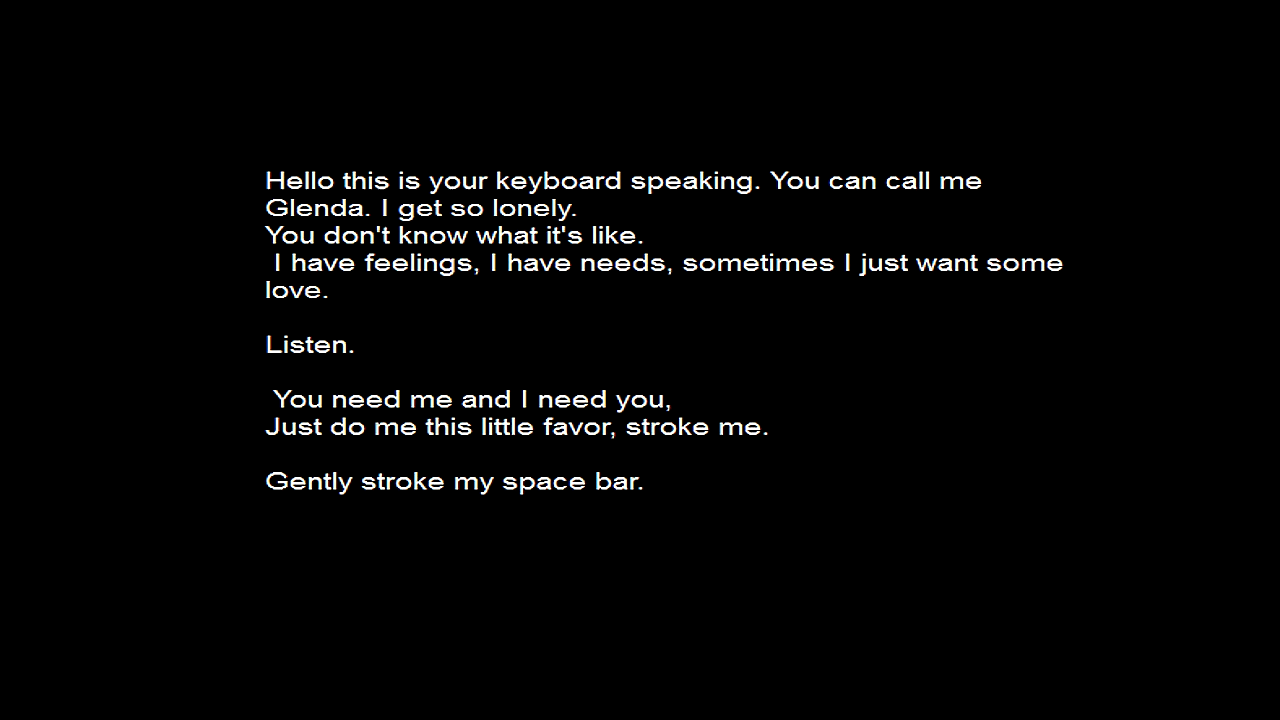 Hello this is your keyboard speaking. You can call me
Glenda. I get so lonely.
You don't know what it's like.
I have feelings, I have needs, sometimes I just want some
love.
Listen.
You need me and I need you,
Just do me this little favor, stroke me.
Gently stroke my space bar.